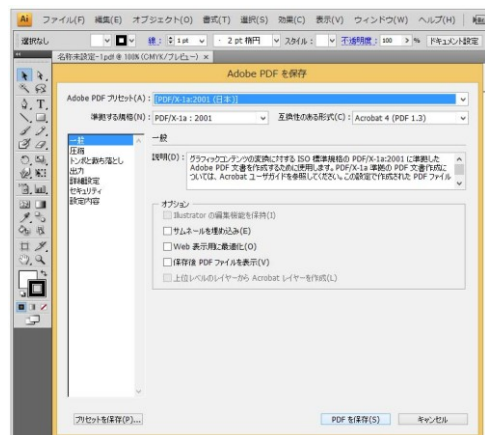 Ai ファイル(F) 編集(E) オブジェクト(O) 書式(T) 選択(S) 効果(C) 表示(V) ウィンドウ(W) ヘルプ(H)
選択なし 線: 1 pt 2 pt 楕円 スタイル: 不透明度: 100 % ドキュメント設定
名称未設定-1.pdf @ 100% (CMYK/プレビュー) ×
Adobe PDF を保存
Adobe PDF プリセット(A): [PDF/X-1a:2001 (日本)]
準拠する規格(N): PDF/X-1a : 2001 互換性のある形式(C): Acrobat 4 (PDF 1.3)
一般
圧縮
トンボと裁ち落とし
出力
詳細設定
セキュリティ
設定内容
一般
説明(D): グラフィックコンテンツの変換に対する ISO 標準規格の PDF/X-1a:2001 に準拠した
Adobe PDF 文書を作成するために使用します。PDF/X-1a 準拠の PDF 文書作成に
ついては、Acrobat ユーザガイドを参照してください。この設定で作成された PDF ファイル
オプション
Illustrator の編集機能を保持(I)
サムネールを埋め込み(E)
Web 表示用に最適化(O)
保存後 PDF ファイルを表示(V)
上位レベルのレイヤーから Acrobat レイヤーを作成(L)
プリセットを保存(P)... PDF を保存(S) キャンセル